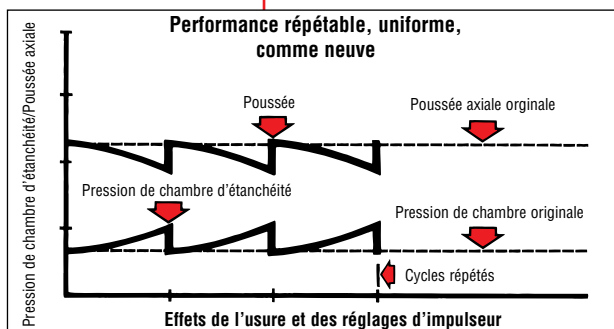 Performance répétable, uniforme,
comme neuve
Pression de chambre d'étanchéité/Poussée axiale
Poussée
Poussée axiale orginale
Pression de chambre d'étanchéité
Pression de chambre originale
Cycles répétés
Effets de l'usure et des réglages d'impulseur